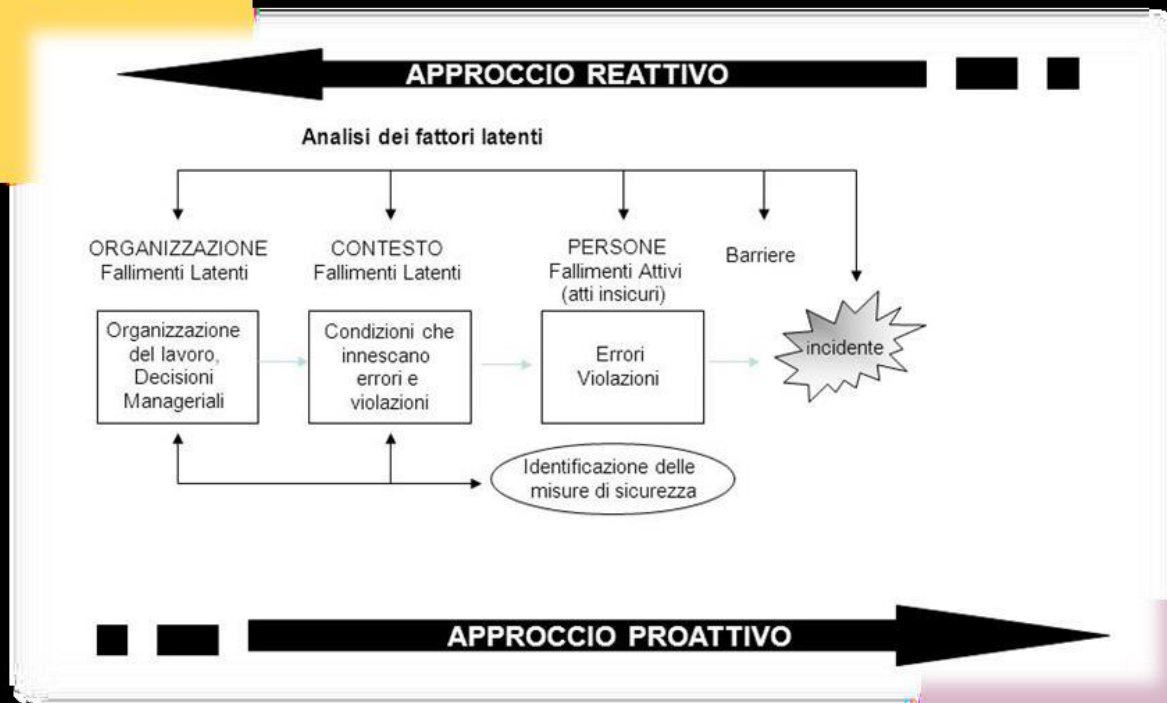 APPROCCIO REATTIVO
Analisi dei fattori latenti
ORGANIZZAZIONE
Fallimenti Latenti
CONTESTO
Fallimenti Latenti
PERSONE
Fallimenti Attivi
(atti insicuri)
Barriere
Organizzazione
del lavoro,
Decisioni
Manageriali
Condizioni che
innescano
errori e
violazioni
Errori
Violazioni
incidente
Identificazione delle
misure di sicurezza
APPROCCIO PROATTIVO